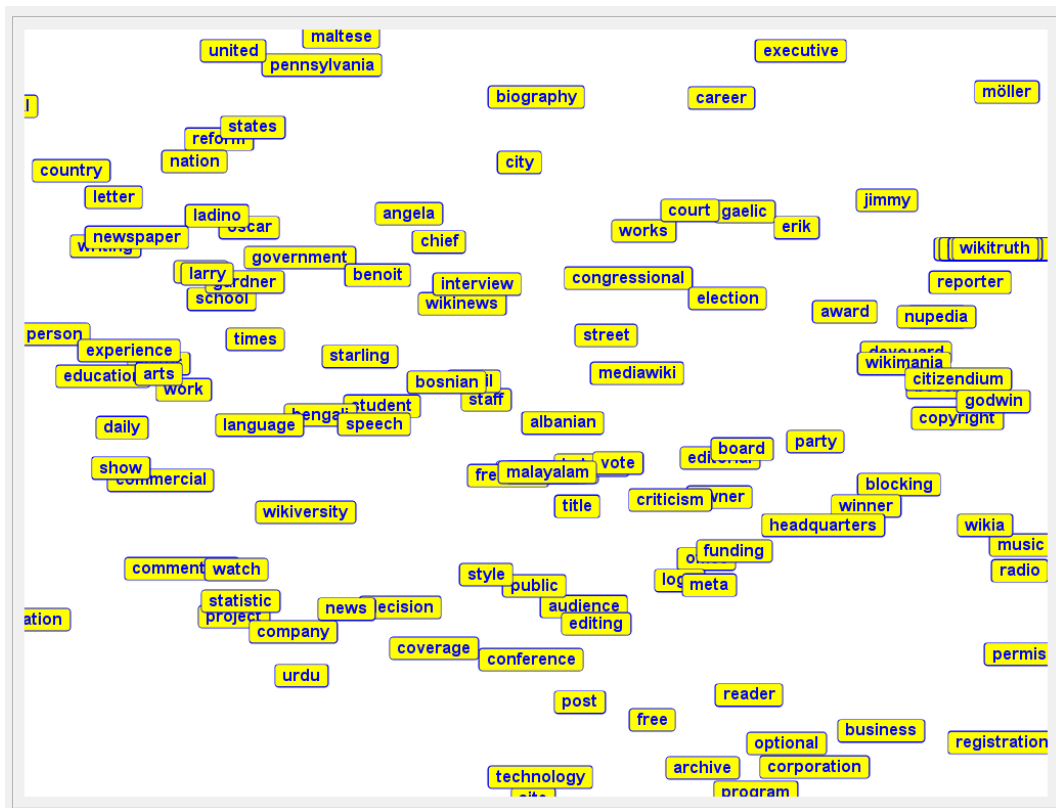 maltese
united
executive
pennsylvania
möller
biography
career
states
reform
nation
city
country
letter
jimmy
court
gaelic
angela
ladino
oscar
erik
works
newspaper
writing
chief
wikitruth
government
larry
benoit
congressional
gardner
interview
reporter
school
wikinews
election
award
nupedia
person
street
times
experience
devouard
starling
wikimania
mediawiki
education
arts
citizendium
bosnian
work
staff
godwin
student
bengali
copyright
language
speech
albanian
daily
party
board
editorial
vote
show
malayalam
commercial
blocking
criticism
title
winner
wikiversity
headquarters
wikia
music
funding
watch
radio
style
public
meta
statistic
news
audience
project
editing
company
coverage
conference
urdu
reader
post
free
business
optional
registration
archive
corporation
technology
program